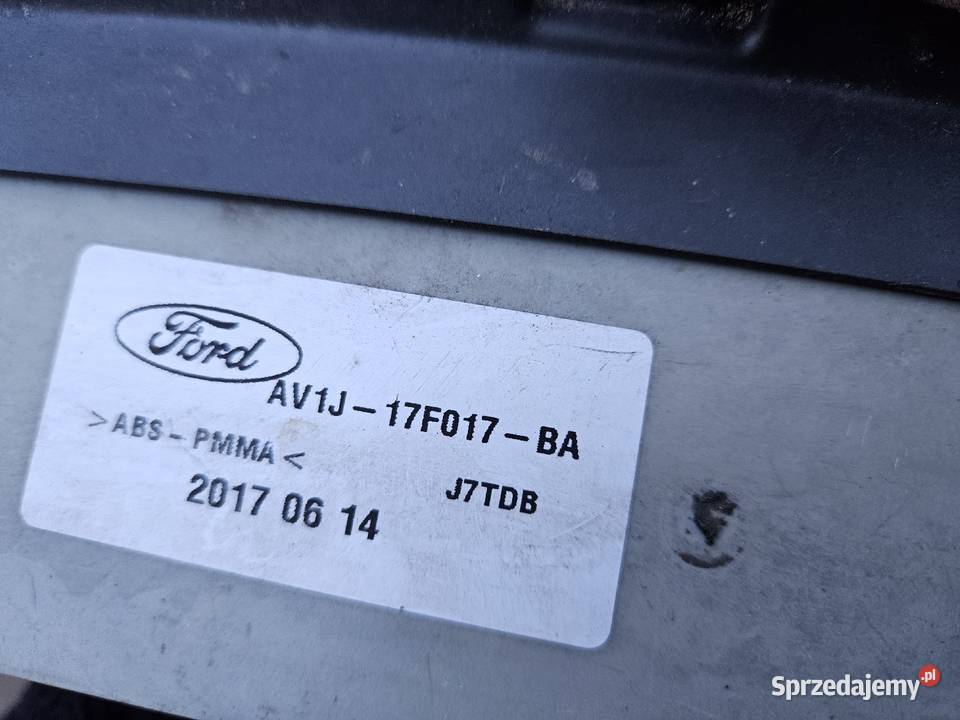 Ford
AV1J-17F017-BA
>ABS-PMMA<
J7TDB
2017 06 14
Sprzedajemy.pl